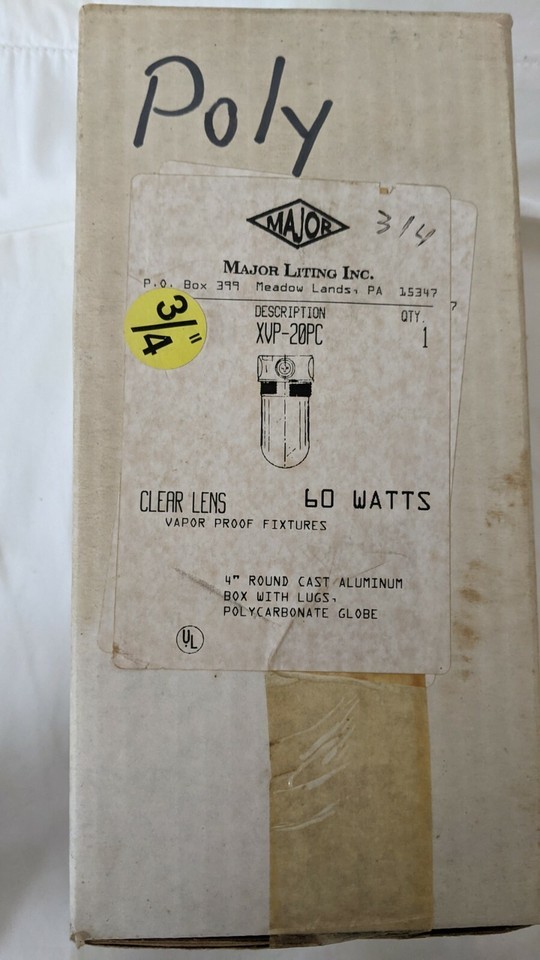 Poly
MAJOR
3/4
MAJOR LITING INC.
P.O. Box 399 Meadow Lands, PA 15347
7
3/4"
DESCRIPTION QTY.
XVP-20PC 1
CLEAR LENS 60 WATTS
VAPOR PROOF FIXTURES
4" ROUND CAST ALUMINUM
BOX WITH LUGS,
POLYCARBONATE GLOBE
UL